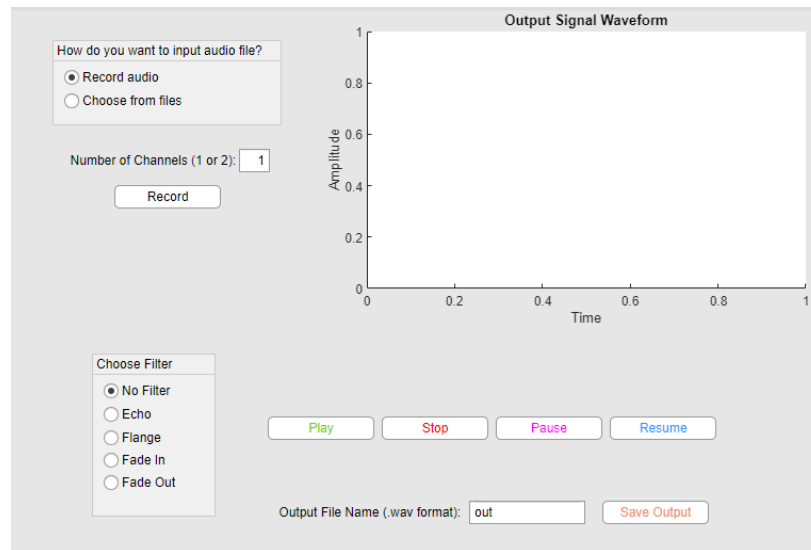 How do you want to input audio file?
Record audio
Choose from files
Number of Channels (1 or 2): 1
Record
Output Signal Waveform
1
0.8
0.6
0.4
0.2
0
Amplitude
0 0.2 0.4 0.6 0.8 1
Time
Choose Filter
No Filter
Echo
Flange
Fade In
Fade Out
Play Stop Pause Resume
Output File Name (.wav format): out Save Output